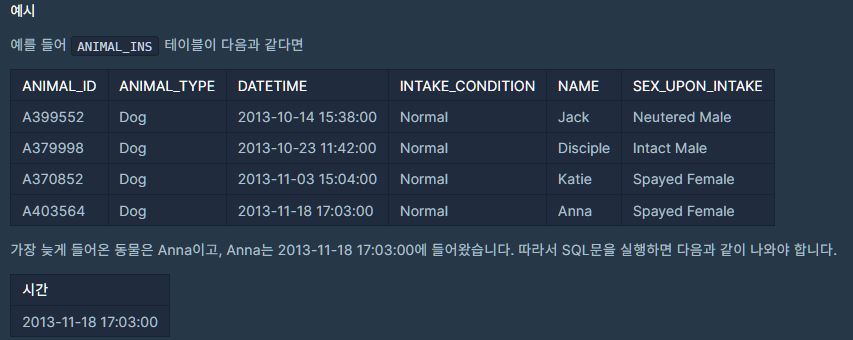 예시
예를 들어 ANIMAL_INS 테이블이 다음과 같다면
ANIMAL_ID ANIMAL_TYPE DATETIME INTAKE_CONDITION NAME SEX_UPON_INTAKE
A399552 Dog 2013-10-14 15:38:00 Normal Jack Neutered Male
A379998 Dog 2013-10-23 11:42:00 Normal Disciple Intact Male
A370852 Dog 2013-11-03 15:04:00 Normal Katie Spayed Female
A403564 Dog 2013-11-18 17:03:00 Normal Anna Spayed Female
가장 늦게 들어온 동물은 Anna이고, Anna는 2013-11-18 17:03:00에 들어왔습니다. 따라서 SQL문을 실행하면 다음과 같이 나와야 합니다.
시간
2013-11-18 17:03:00